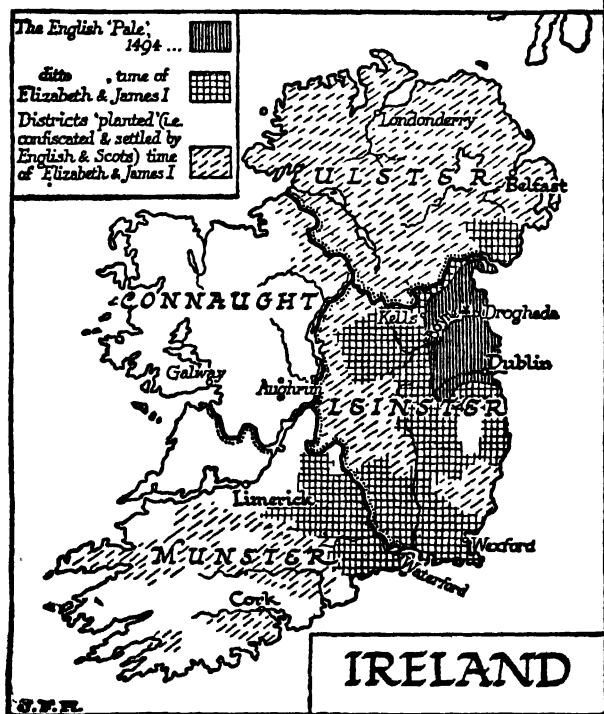 The English 'Pale',
1494 ...
ditto , time of
Elizabeth & James I
Districts 'planted' (i.e.
confiscated & settled by
English & Scots) time
of Elizabeth & James I
Londonderry
ULSTER
Belfast
CONNAUGHT
Kells
Drogheda
Galway
Dublin
Aughrim
LEINSTER
Limerick
MUNSTER
Wexford
Waterford
Cork
IRELAND
J.F.H.